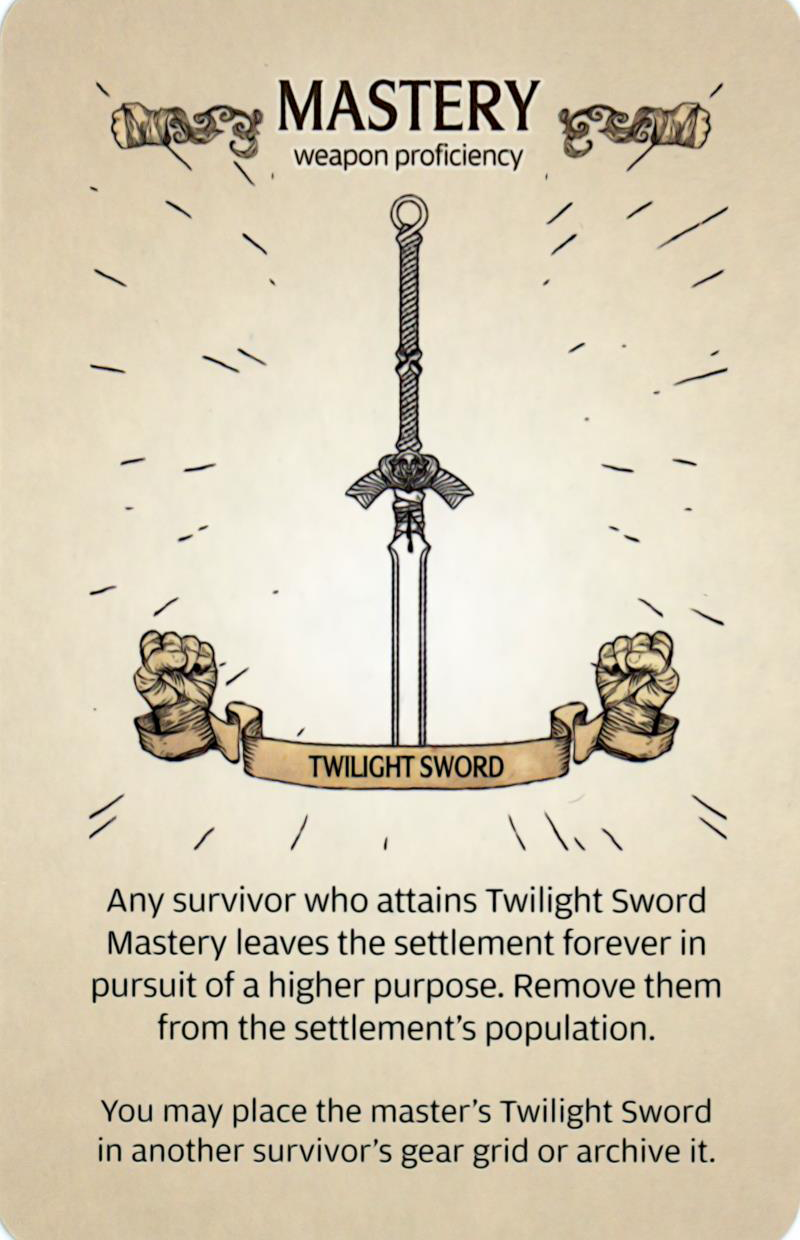 MASTERY
weapon proficiency
TWILIGHT SWORD
Any survivor who attains Twilight Sword
Mastery leaves the settlement forever in
pursuit of a higher purpose. Remove them
from the settlement's population.
You may place the master's Twilight Sword
in another survivor's gear grid or archive it.